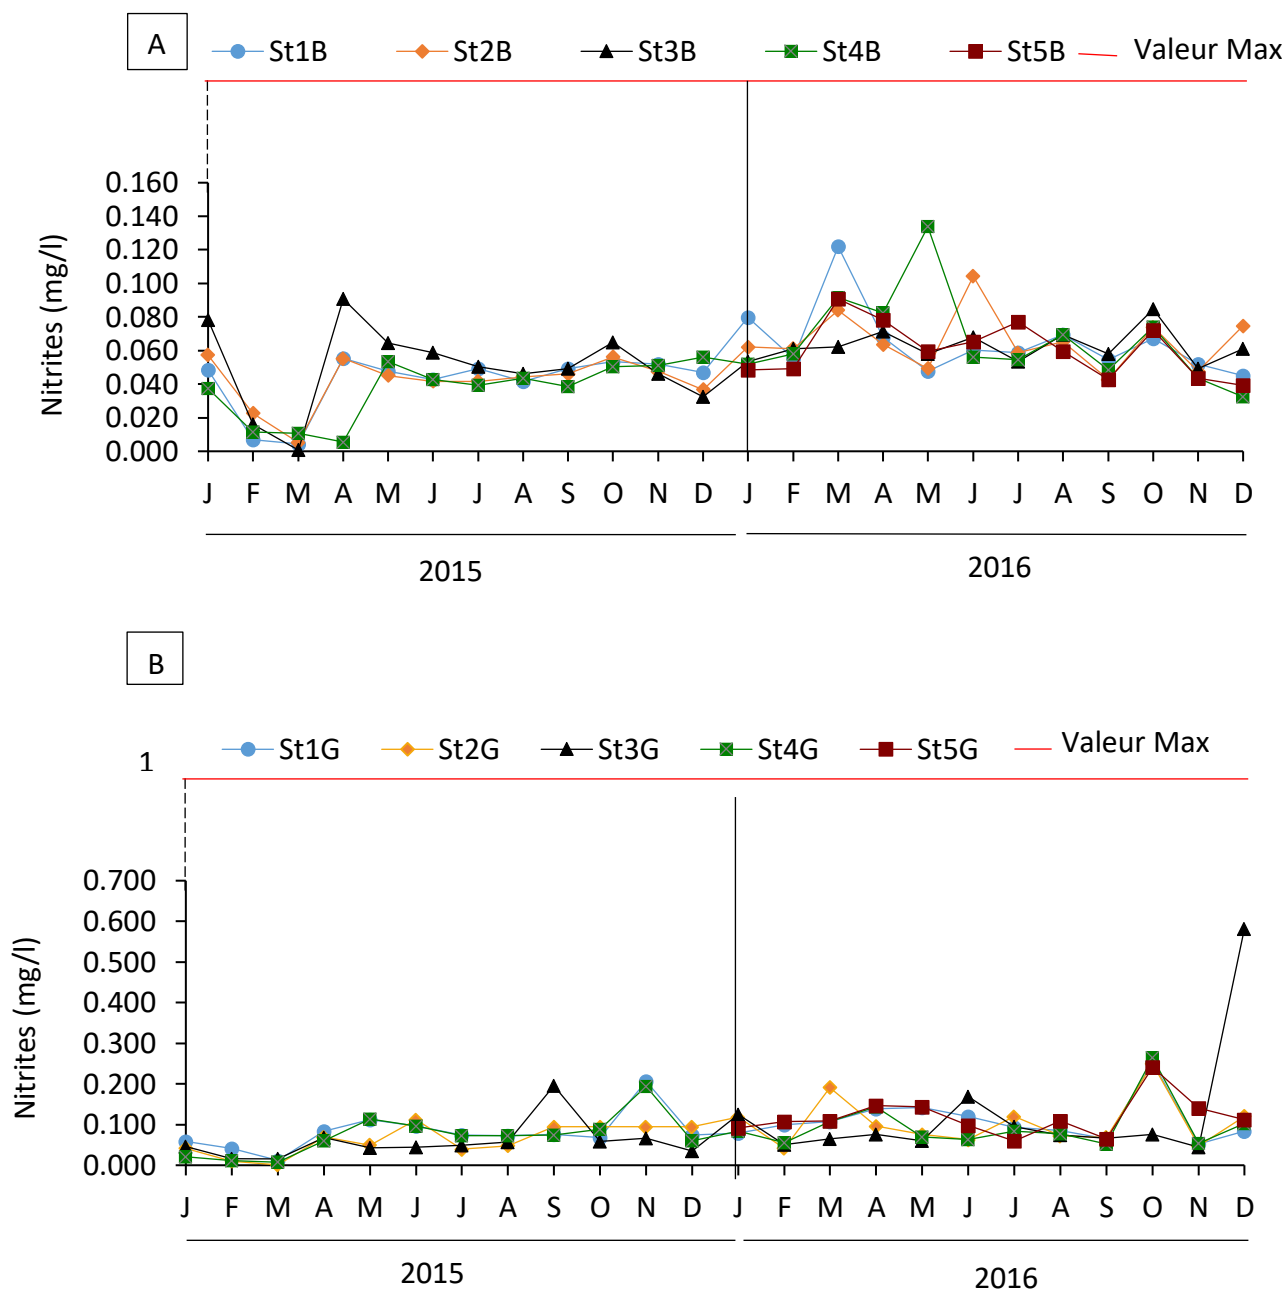 A
St1B St2B St3B St4B St5B Valeur Max
Nitrites (mg/l)
0.160
0.140
0.120
0.100
0.080
0.060
0.040
0.020
0.000
J F M A M J J A S O N D J F M A M J J A S O N D
2015 2016
B
1
St1G St2G St3G St4G St5G Valeur Max
Nitrites (mg/l)
0.700
0.600
0.500
0.400
0.300
0.200
0.100
0.000
J F M A M J J A S O N D J F M A M J J A S O N D
2015 2016